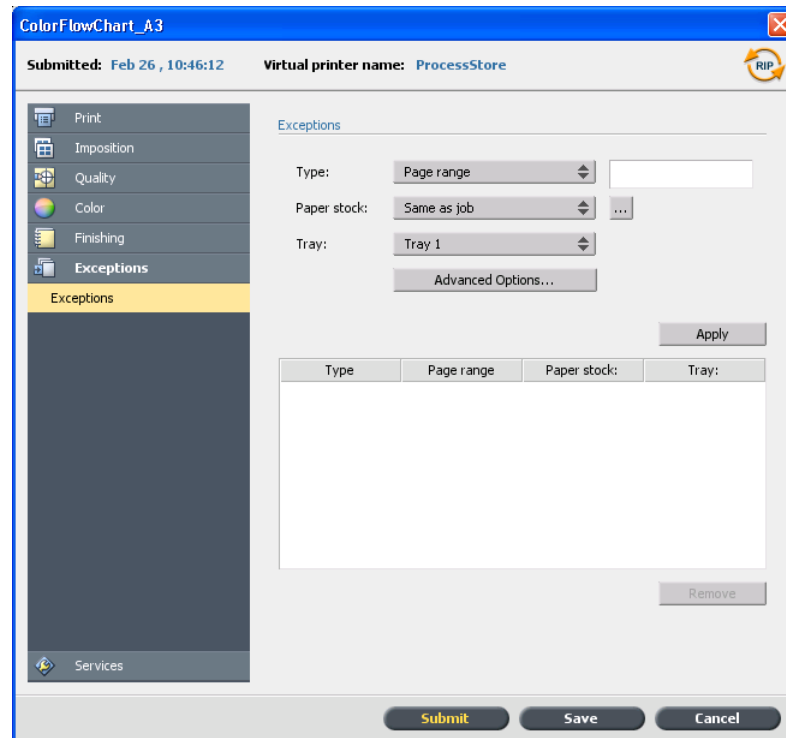 ColorFlowChart_A3
Submitted: Feb 26 , 10:46:12 Virtual printer name: ProcessStore
RIP
Print
Imposition
Quality
Color
Finishing
Exceptions
Exceptions
Exceptions
Type: Page range
Paper stock: Same as job ...
Tray: Tray 1
Advanced Options...
Apply
Type Page range Paper stock: Tray:
Remove
Services
Submit Save Cancel